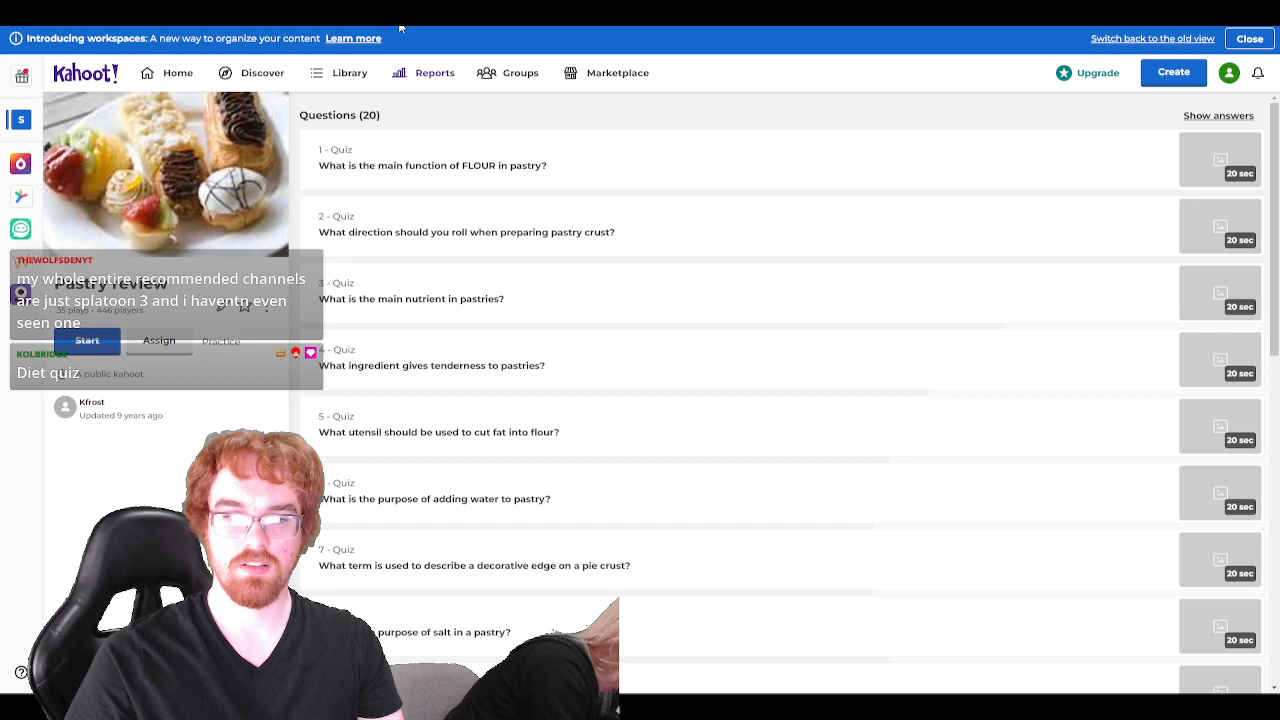 Introducing workspaces: A new way to organize your content Learn more
Switch back to the old view
Close
Kahoot!
Home
Discover
Library
Reports
Groups
Marketplace
Upgrade
Create
S
Questions (20)
Show answers
1 - Quiz
What is the main function of FLOUR in pastry?
20 sec
2 - Quiz
What direction should you roll when preparing pastry crust?
20 sec
3 - Quiz
What is the main nutrient in pastries?
20 sec
4 - Quiz
What ingredient gives tenderness to pastries?
20 sec
5 - Quiz
What utensil should be used to cut fat into flour?
20 sec
- Quiz
What is the purpose of adding water to pastry?
20 sec
7 - Quiz
What term is used to describe a decorative edge on a pie crust?
20 sec
purpose of salt in a pastry?
20 sec
THEWOLFSDENYT
my whole entire recommended channels
are just splatoon 3 and i haventn even
seen one
Pastry review
35 plays · 446 players
Start
Assign
Practice
KOLBRIDGE
Diet quiz
A public kahoot
Kfrost
Updated 9 years ago